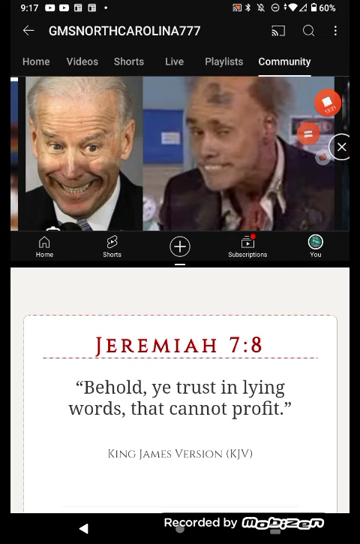 9:17
60%
GMSNORTHCAROLINA777
Home Videos Shorts Live Playlists Community
Home Shorts Subscriptions You
JEREMIAH 7:8
“Behold, ye trust in lying
words, that cannot profit.”
KING JAMES VERSION (KJV)
Recorded by mobizen